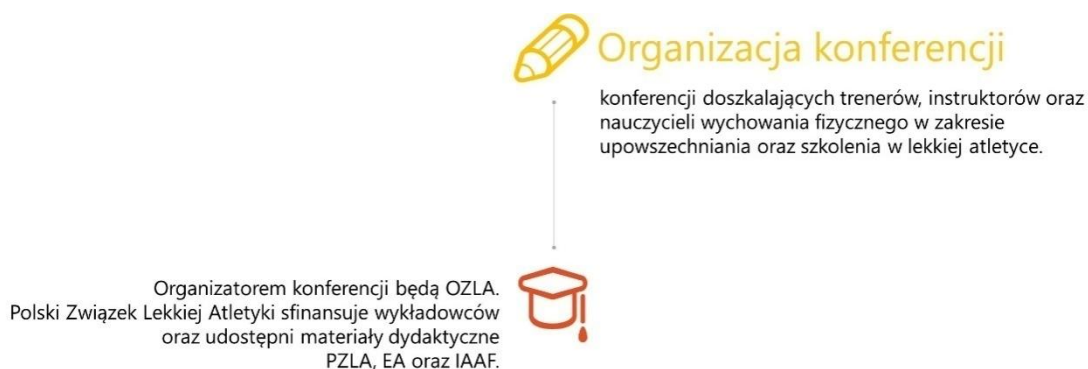 Organizacja konferencji
konferencji doszkalających trenerów, instruktorów oraz
nauczycieli wychowania fizycznego w zakresie
upowszechniania oraz szkolenia w lekkiej atletyce.
Organizatorem konferencji będą OZLA.
Polski Związek Lekkiej Atletyki sfinansuje wykładowców
oraz udostępni materiały dydaktyczne
PZLA, EA oraz IAAF.